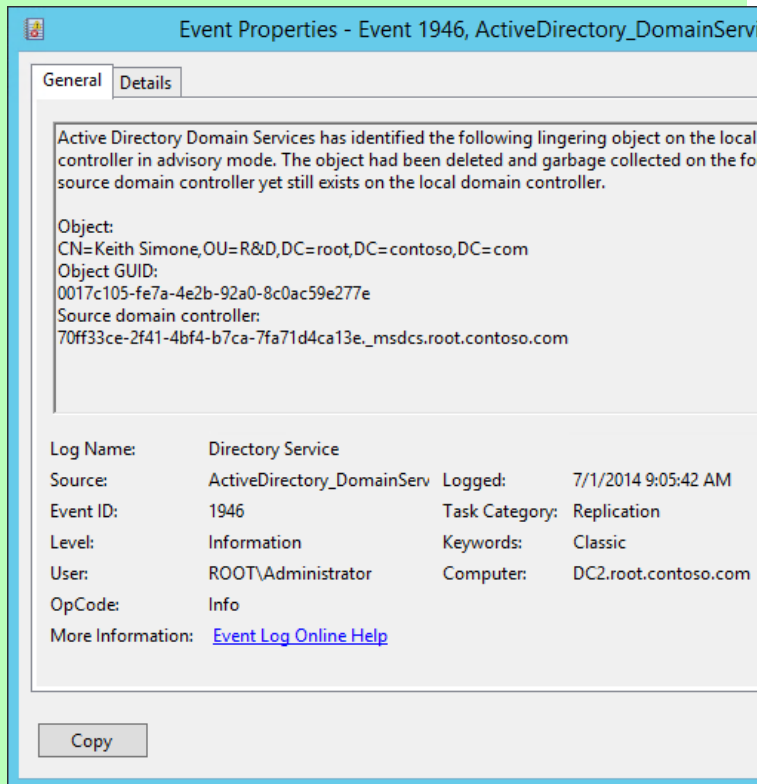 Event Properties - Event 1946, ActiveDirectory_DomainServi
General Details
Active Directory Domain Services has identified the following lingering object on the local
controller in advisory mode. The object had been deleted and garbage collected on the fo
source domain controller yet still exists on the local domain controller.
Object:
CN=Keith Simone,OU=R&D,DC=root,DC=contoso,DC=com
Object GUID:
0017c105-fe7a-4e2b-92a0-8c0ac59e277e
Source domain controller:
70ff33ce-2f41-4bf4-b7ca-7fa71d4ca13e._msdcs.root.contoso.com
Log Name: Directory Service
Source: ActiveDirectory_DomainServ Logged: 7/1/2014 9:05:42 AM
Event ID: 1946 Task Category: Replication
Level: Information Keywords: Classic
User: ROOT\Administrator Computer: DC2.root.contoso.com
OpCode: Info
More Information: Event Log Online Help
Copy